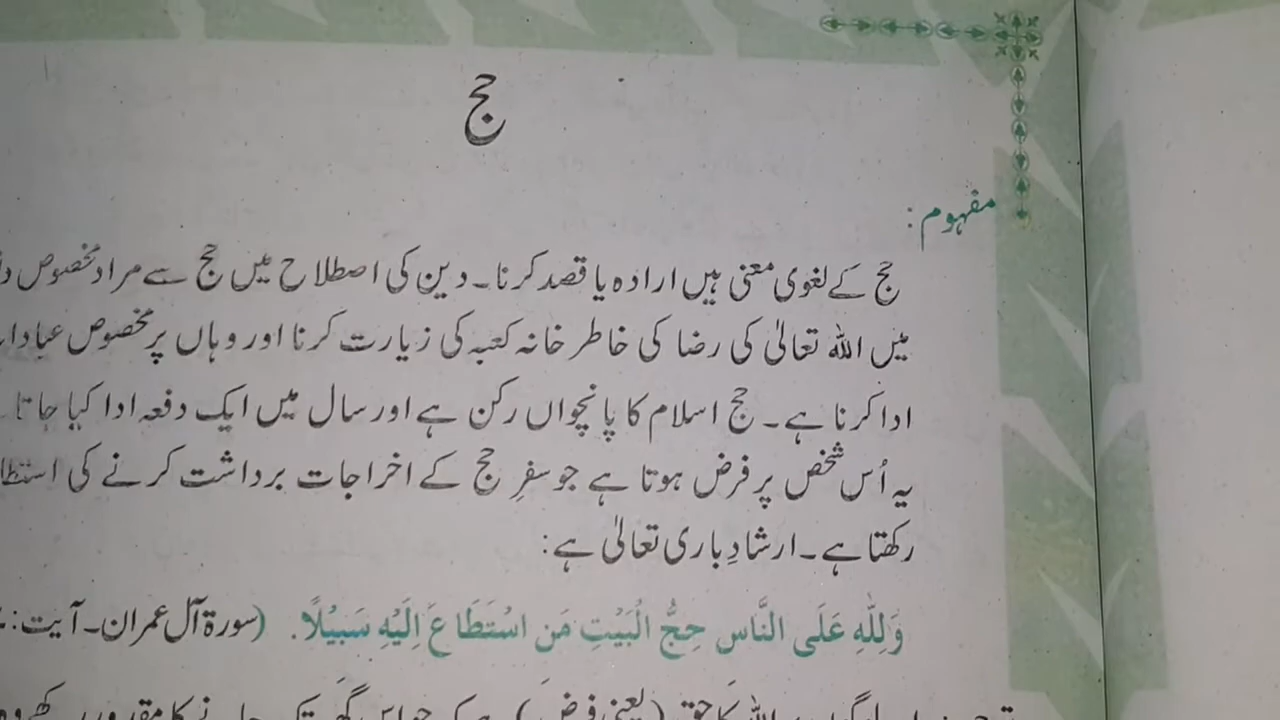 حج
مفہوم:
حج کے لغوی معنی ہیں ارادہ یا قصد کرنا۔ دین کی اصطلاح میں حج سے مراد مخصوص
میں اللہ تعالیٰ کی رضا کی خاطر خانہ کعبہ کی زیارت کرنا اور وہاں پر مخصوص
ادا کرنا ہے۔ حج اسلام کا پانچواں رکن ہے اور سال میں ایک دفعہ ادا کیا جاتا
یہ اُس شخص پر فرض ہوتا ہے جو سفرِ حج کے اخراجات برداشت کرنے کی
رکھتا ہے۔ ارشادِ باری تعالیٰ ہے:
وَلِلّٰهِ عَلَى النَّاسِ حِجُّ الْبَيْتِ مَنِ اسْتَطَاعَ اِلَيْهِ سَبِيْلًا. (سورۃ آل عمران۔ آیت: